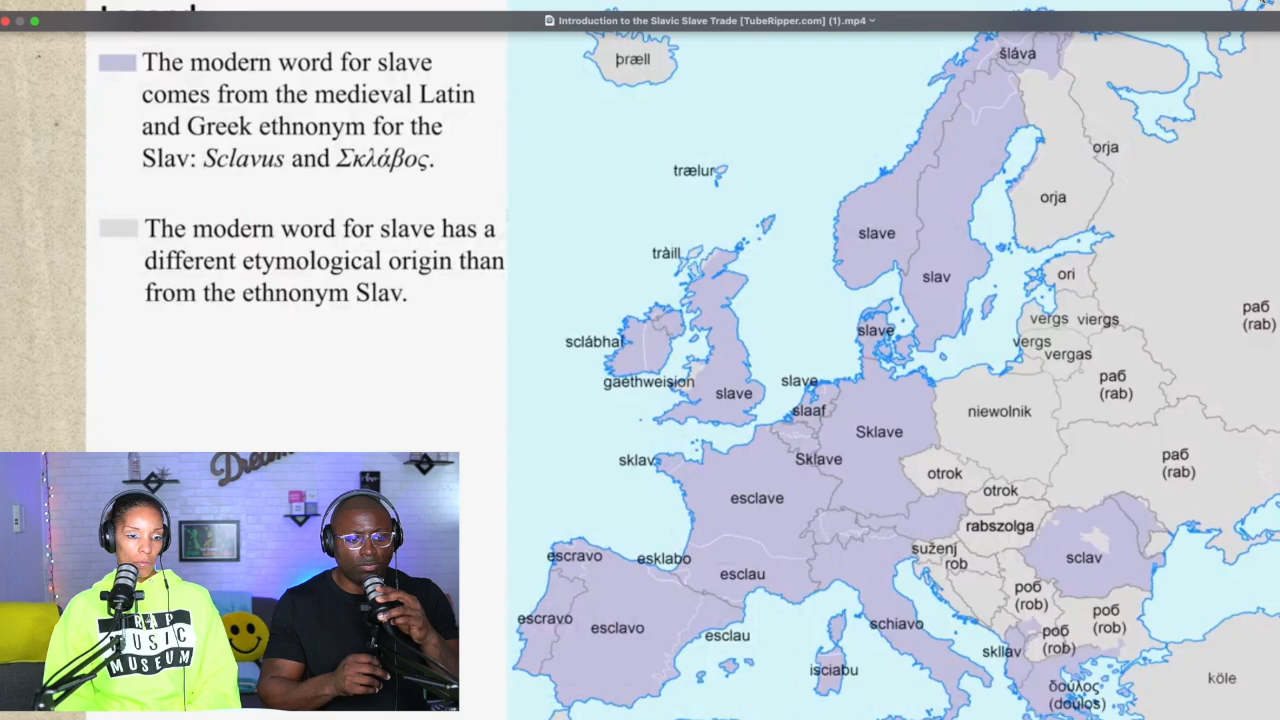 Introduction to the Slavic Slave Trade [TubeRipper.com] (1).mp4
The modern word for slave
comes from the medieval Latin
and Greek ethnonym for the
Slav: Sclavus and Σκλάβος.
The modern word for slave has a
different etymological origin than
from the ethnonym Slav.
þræll
šláva
trælur
orja
orja
tràill
slave
slav
ori
раб
(rab)
vergs
viergs
slave
sclábhaí
vergs
vergas
gaethweision
slave
slave
slaaf
раб
(rab)
niewolnik
Sklave
sklav
Sklave
раб
(rab)
otrok
otrok
esclave
rabszolga
escravo
esklabo
suženj
rob
sclav
esclau
роб
(rob)
escravo
esclavo
роб
(rob)
schiavo
esclau
роб
(rob)
skllav
isciabu
köle
δούλος
(doulos)
Dream
TRAP
MUSIC
MUSEUM